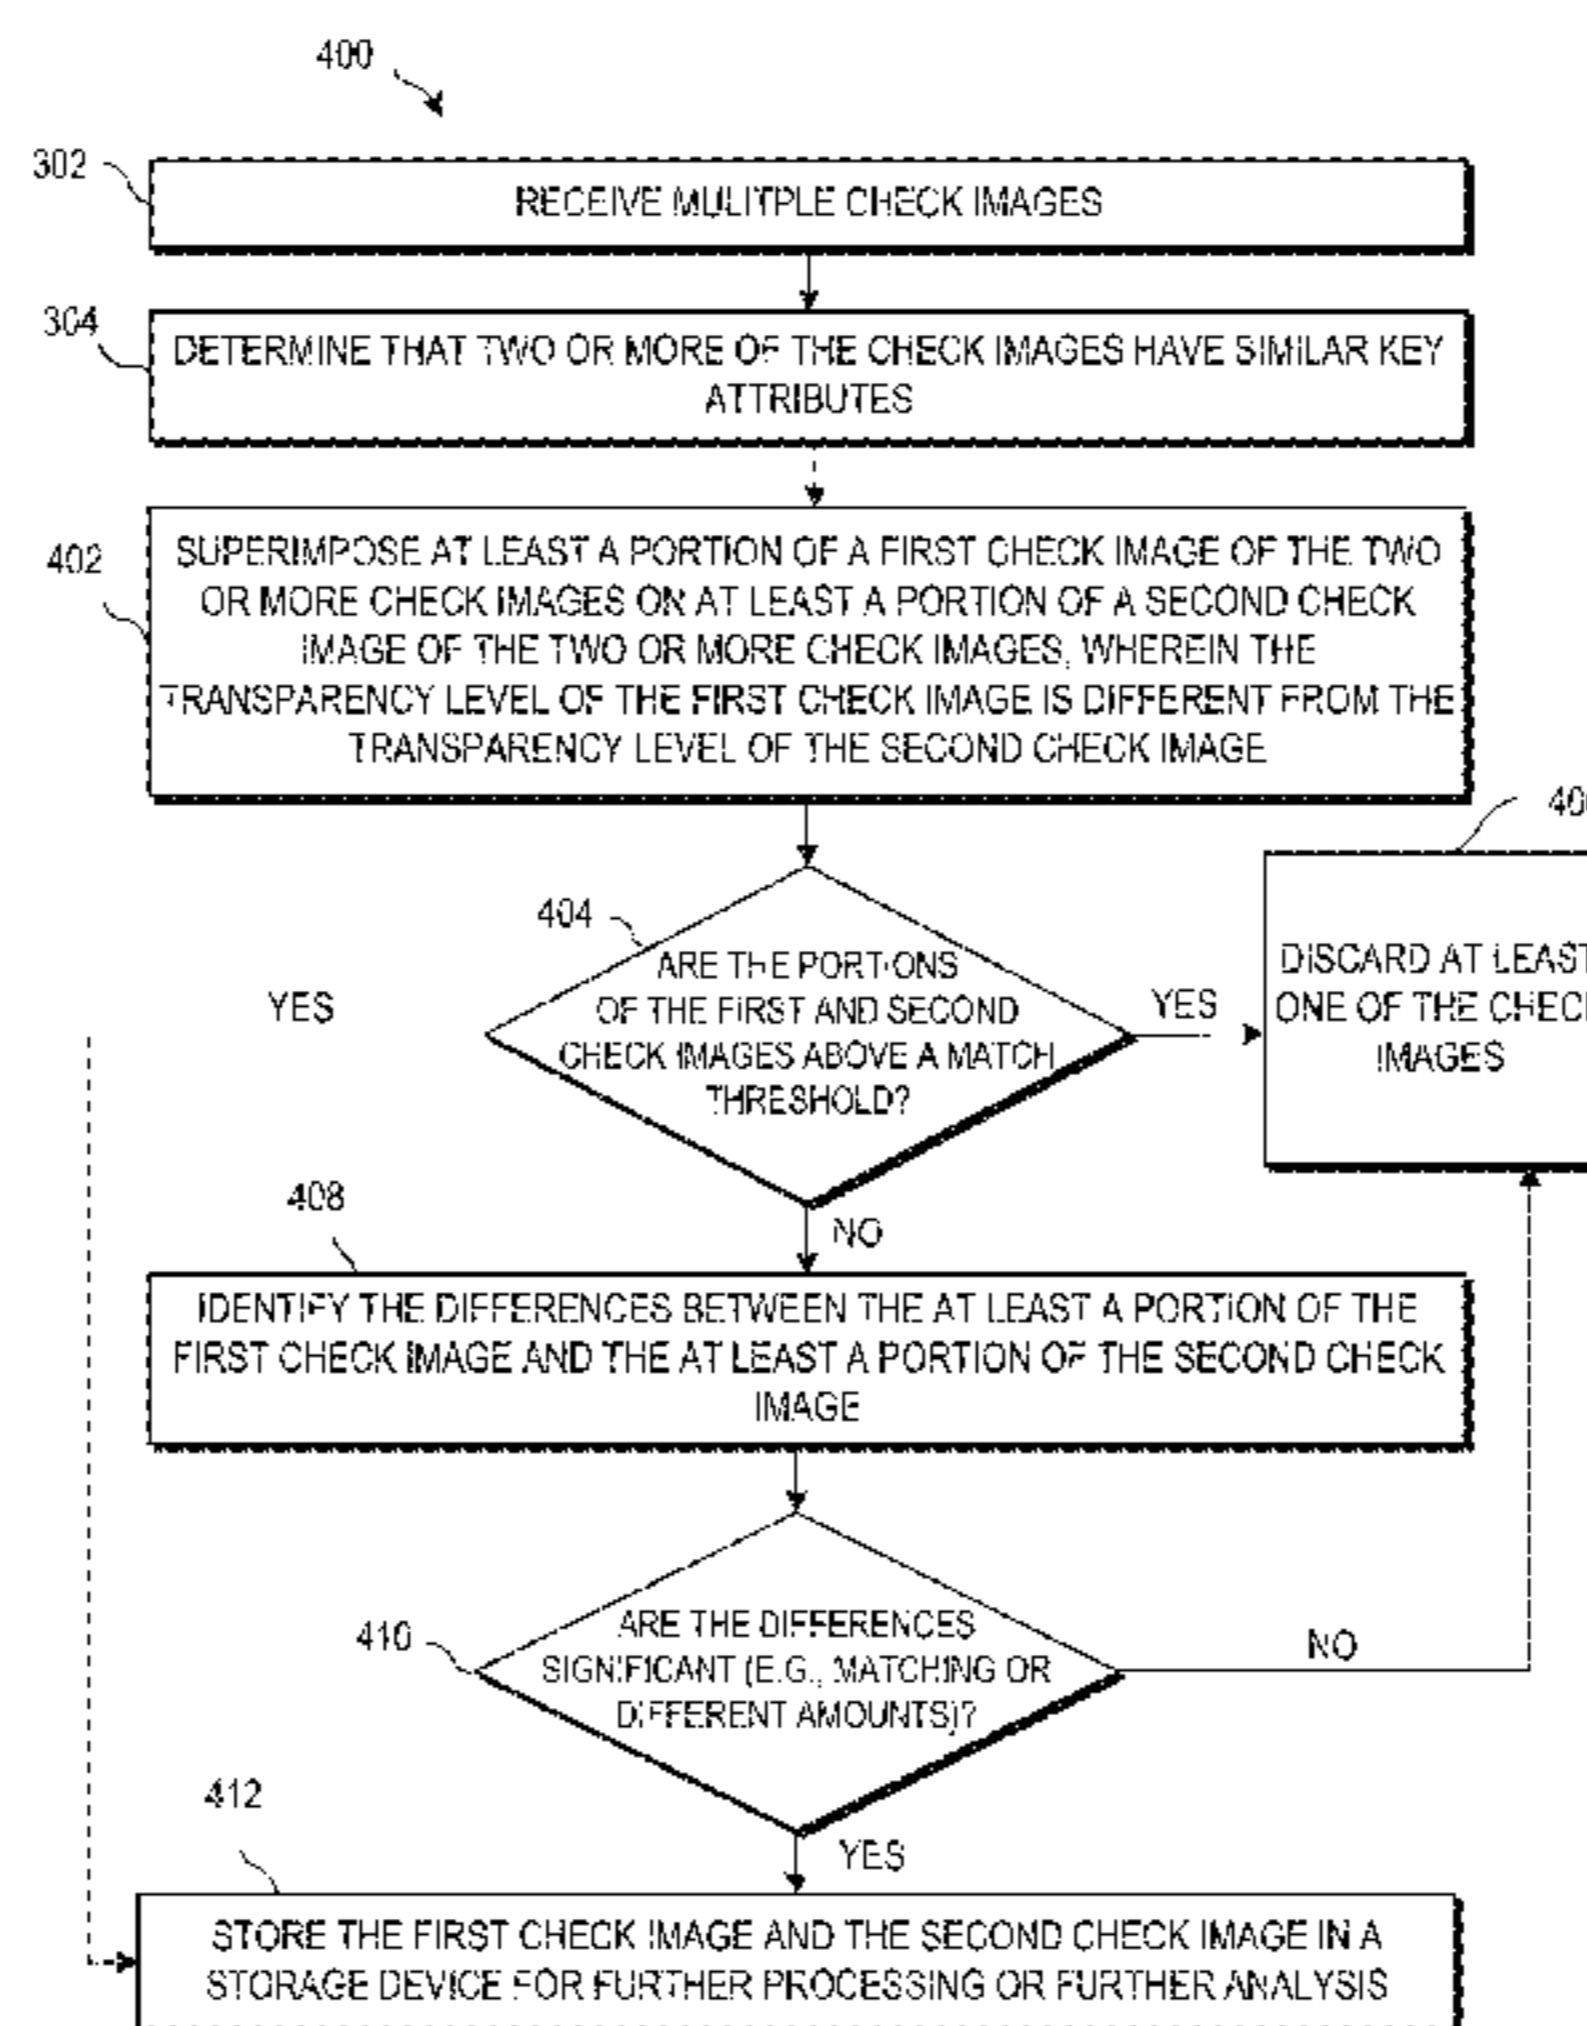 400
302
RECEIVE MULITPLE CHECK IMAGES
304
DETERMINE THAT TWO OR MORE OF THE CHECK IMAGES HAVE SIMILAR KEY
ATTRIBUTES
402
SUPERIMPOSE AT LEAST A PORTION OF A FIRST CHECK IMAGE OF THE TWO
OR MORE CHECK IMAGES ON AT LEAST A PORTION OF A SECOND CHECK
IMAGE OF THE TWO OR MORE CHECK IMAGES, WHEREIN THE
TRANSPARENCY LEVEL OF THE FIRST CHECK IMAGE IS DIFFERENT FROM THE
TRANSPARENCY LEVEL OF THE SECOND CHECK IMAGE
404
ARE THE PORTIONS
OF THE FIRST AND SECOND
CHECK IMAGES ABOVE A MATCH
THRESHOLD?
YES
YES
DISCARD AT LEAST
ONE OF THE
IMAGES
NO
408
IDENTIFY THE DIFFERENCES BETWEEN THE AT LEAST A PORTION OF THE
FIRST CHECK IMAGE AND THE AT LEAST A PORTION OF THE SECOND CHECK
IMAGE
410
ARE THE DIFFERENCES
SIGNIFICANT (E.G., MATCHING OR
DIFFERENT AMOUNTS)?
NO
YES
412
STORE THE FIRST CHECK IMAGE AND THE SECOND CHECK IMAGE IN A
STORAGE DEVICE FOR FURTHER PROCESSING OR FURTHER ANALYSIS